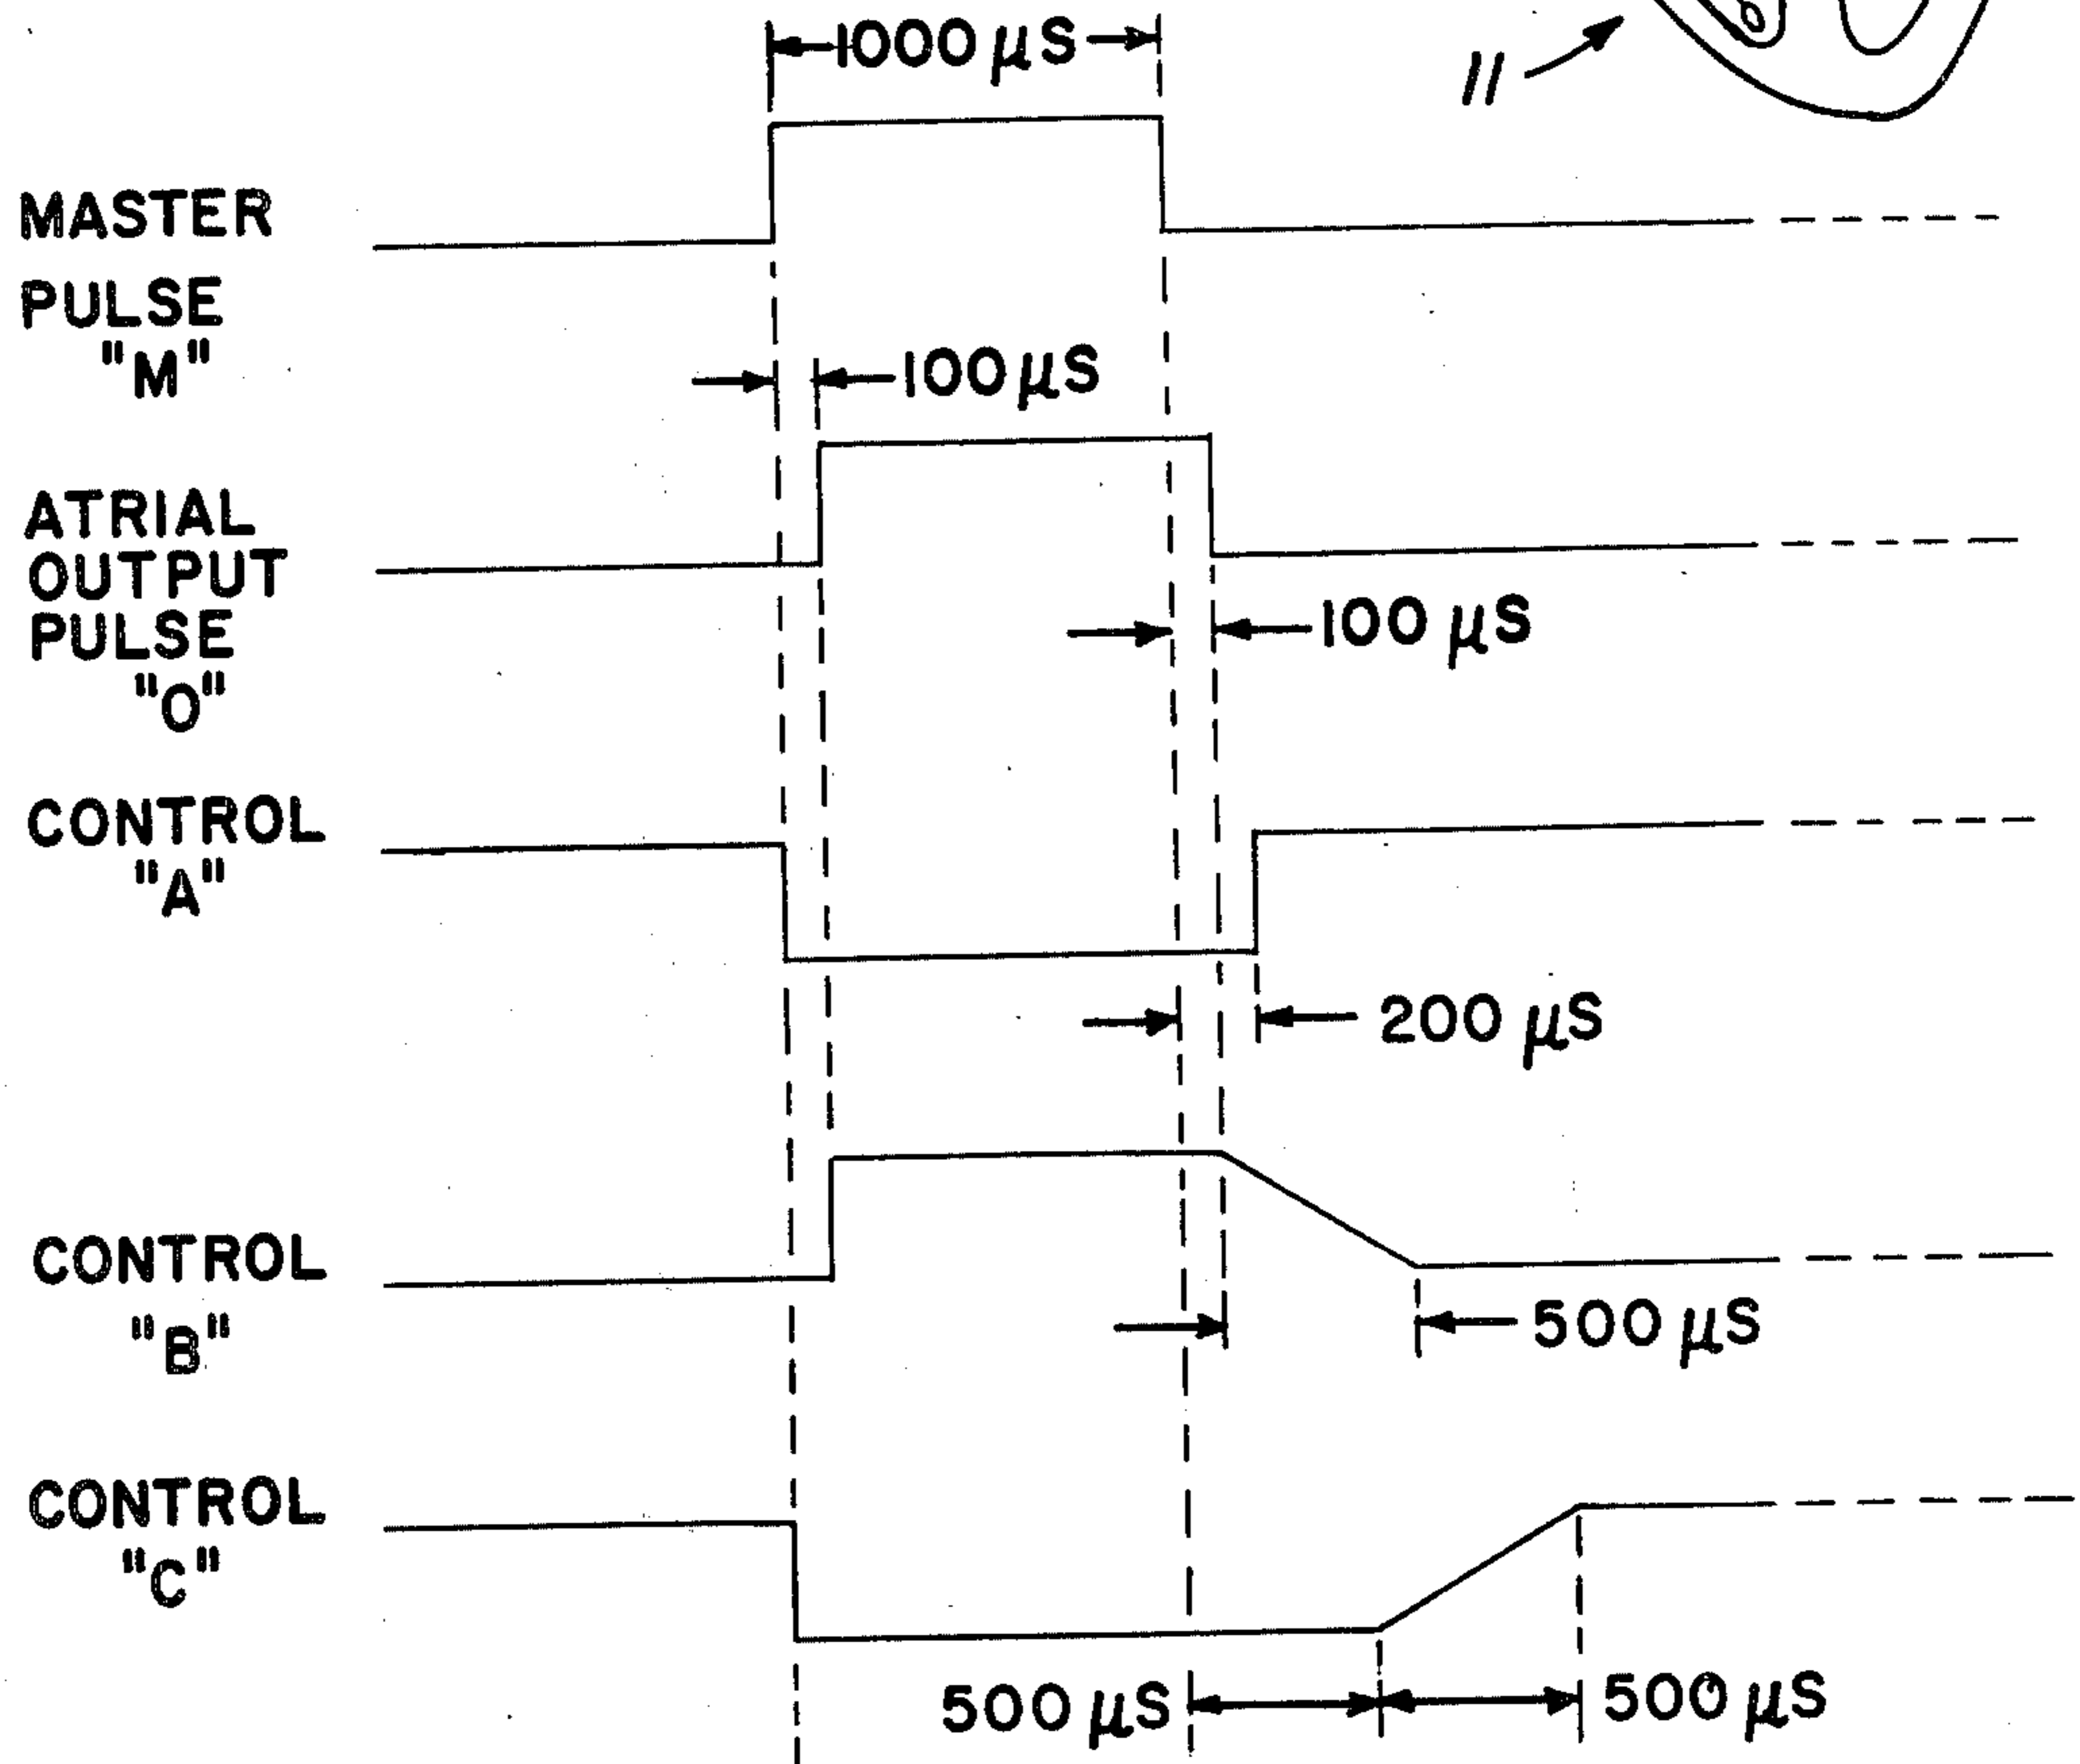 1000 µS
11
MASTER
PULSE
"M"
100 µS
ATRIAL
OUTPUT
PULSE
"O"
100 µS
CONTROL
"A"
200 µS
CONTROL
"B"
500 µS
CONTROL
"C"
500 µS 500 µS